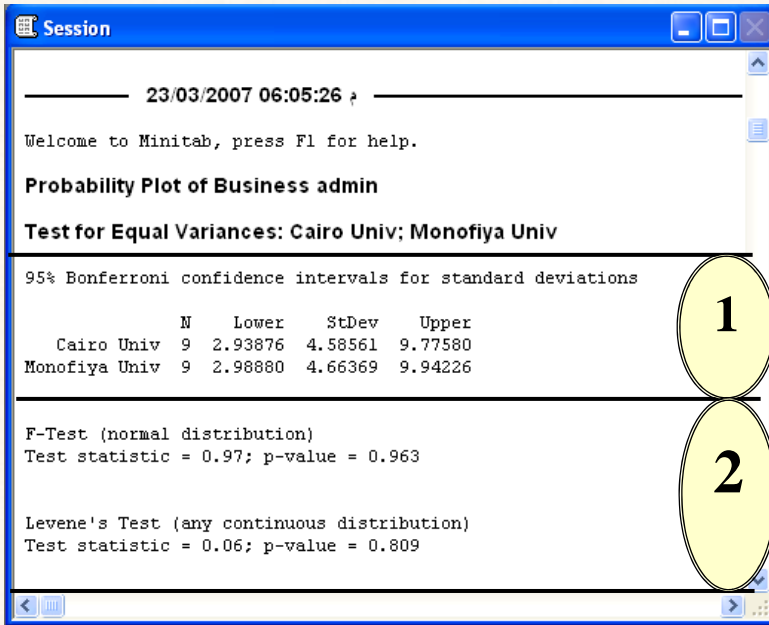 Session
23/03/2007 06:05:26 م
Welcome to Minitab, press F1 for help.
Probability Plot of Business admin
Test for Equal Variances: Cairo Univ; Monofiya Univ
95% Bonferroni confidence intervals for standard deviations
N Lower StDev Upper
Cairo Univ 9 2.93876 4.58561 9.77580
Monofiya Univ 9 2.98880 4.66369 9.94226
1
F-Test (normal distribution)
Test statistic = 0.97; p-value = 0.963
Levene's Test (any continuous distribution)
Test statistic = 0.06; p-value = 0.809
2